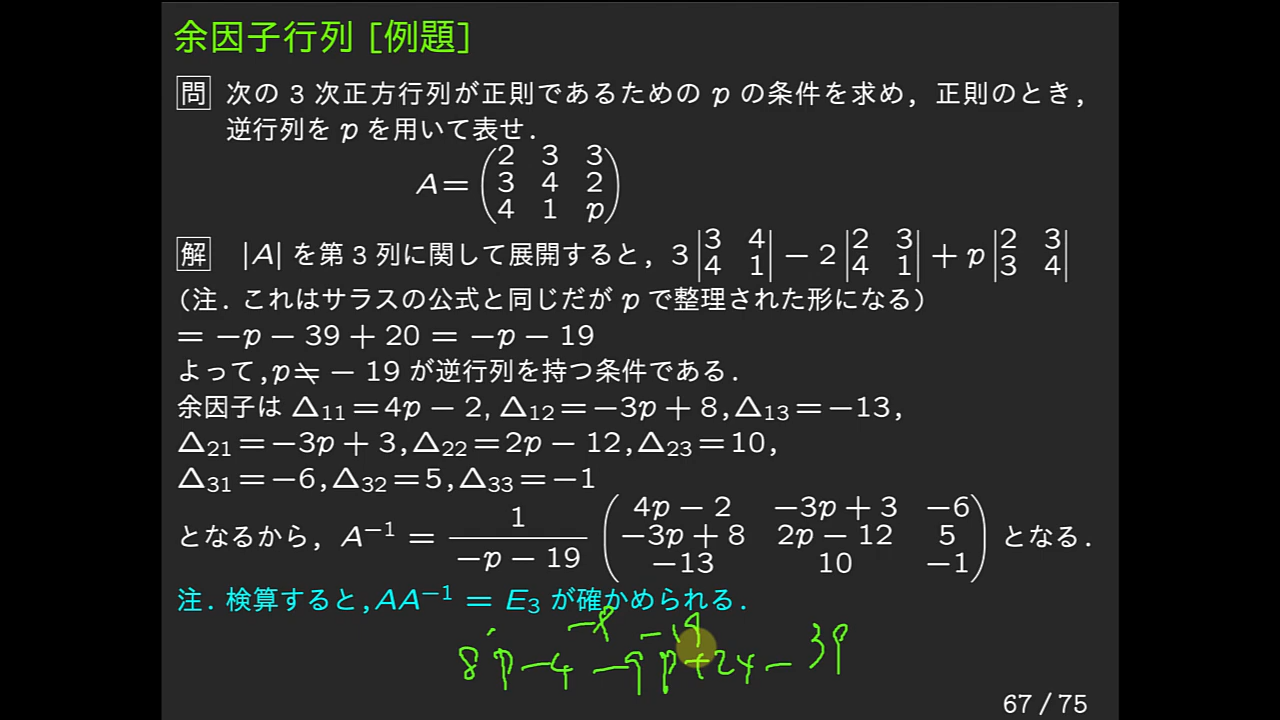 余因子行列 [例題]
問 次の 3 次正方行列が正則であるための p の条件を求め，正則のとき，
逆行列を p を用いて表せ．
2 3 3
A= 3 4 2
4 1 p
解 |A| を第 3 列に関して展開すると，3 |3 4| − 2 |2 3| + p |2 3|
|4 1| |4 1| |3 4|
（注．これはサラスの公式と同じだが p で整理された形になる）
= −p − 39 + 20 = −p − 19
よって,p≠ − 19 が逆行列を持つ条件である．
余因子は Δ11=4p − 2, Δ12=−3p + 8,Δ13=−13,
Δ21=−3p + 3,Δ22=2p − 12,Δ23=10,
Δ31=−6,Δ32=5,Δ33=−1
4p − 2 −3p + 3 −6
となるから，A−1 = 1/(−p − 19) −3p + 8 2p − 12 5 となる．
−13 10 −1
注．検算すると,AA−1 = E3 が確かめられる．
−p −19
8p−4 −9p+24−39
67 / 75